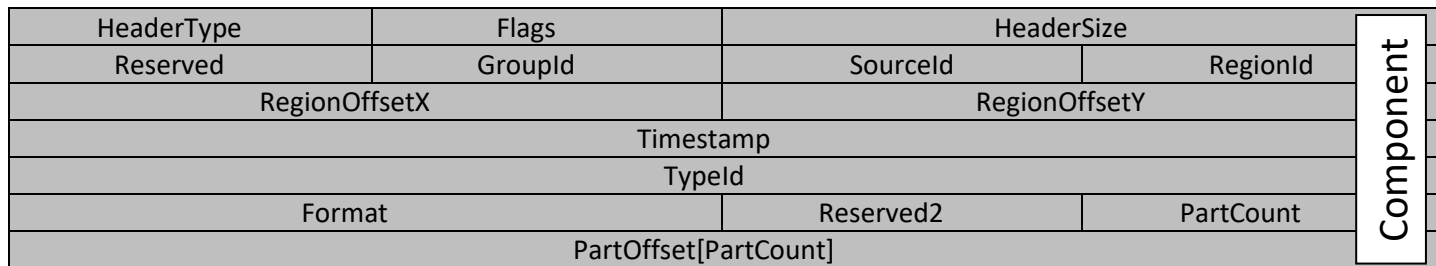 HeaderType Flags HeaderSize
Reserved GroupId SourceId RegionId
RegionOffsetX RegionOffsetY
Timestamp
TypeId
Format Reserved2 PartCount
PartOffset[PartCount]
Component